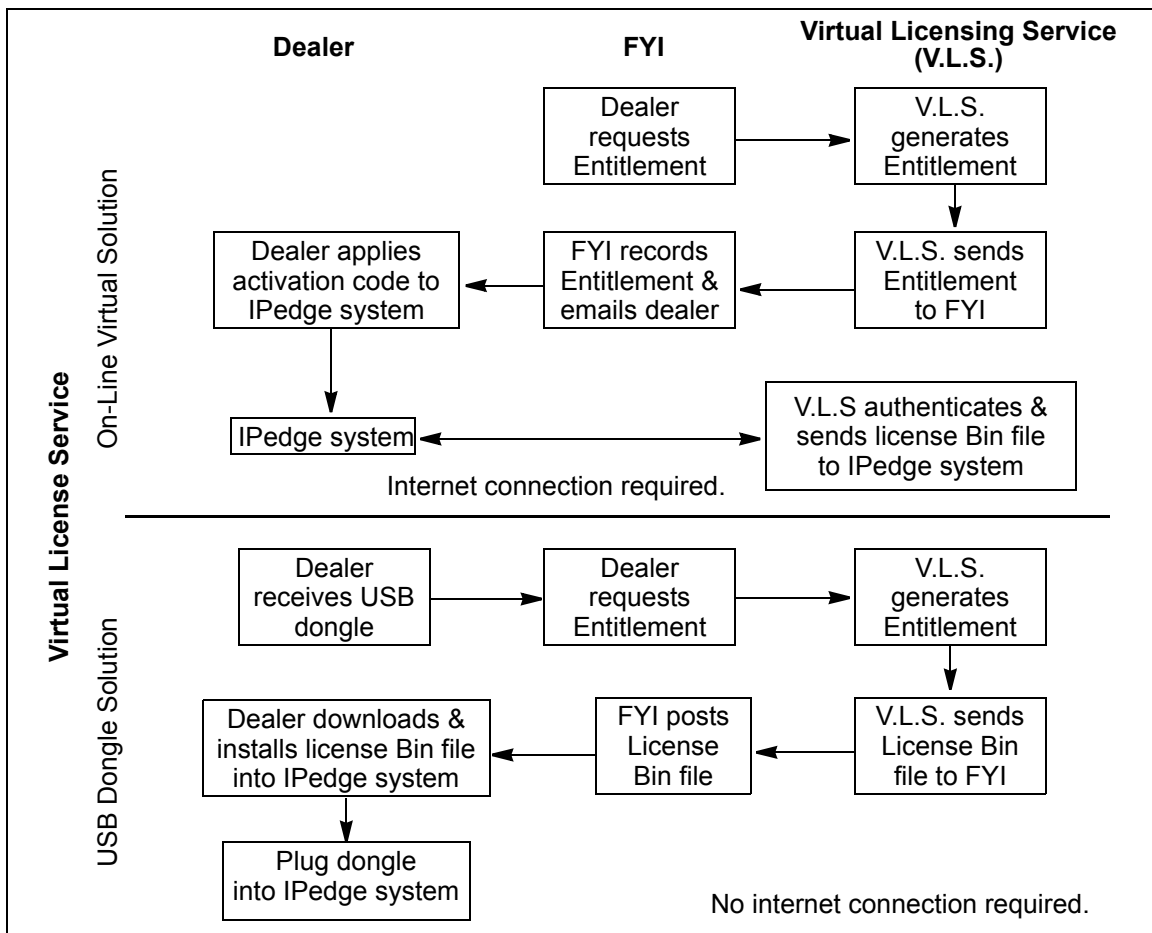 Dealer
FYI
Virtual Licensing Service
(V.L.S.)
Virtual License Service
On-Line Virtual Solution
Dealer
requests
Entitlement
V.L.S.
generates
Entitlement
Dealer applies
activation code to
IPedge system
FYI records
Entitlement &
emails dealer
V.L.S. sends
Entitlement
to FYI
IPedge system
V.L.S authenticates &
sends license Bin file
to IPedge system
Internet connection required.
USB Dongle Solution
Dealer
receives USB
dongle
Dealer
requests
Entitlement
V.L.S.
generates
Entitlement
Dealer downloads &
installs license Bin file
into IPedge system
FYI posts
License
Bin file
V.L.S. sends
License Bin
file to FYI
Plug dongle
into IPedge system
No internet connection required.